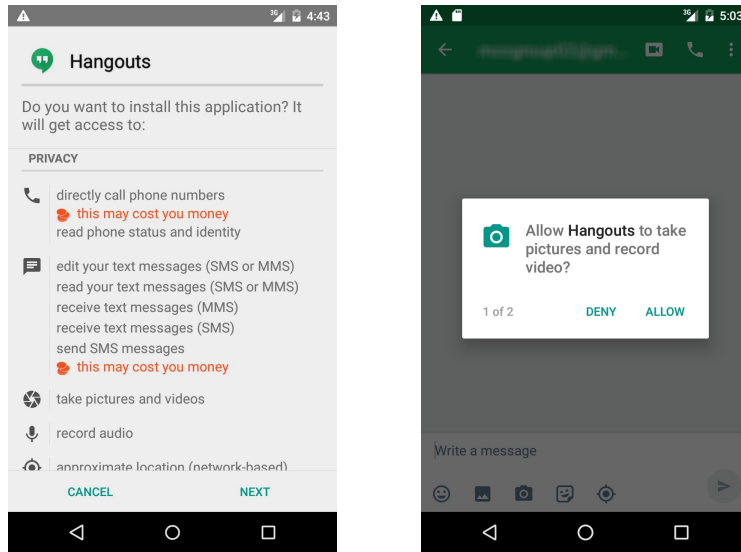 3G 4:43
Hangouts
Do you want to install this application? It
will get access to:
PRIVACY
directly call phone numbers
this may cost you money
read phone status and identity
edit your text messages (SMS or MMS)
read your text messages (SMS or MMS)
receive text messages (MMS)
receive text messages (SMS)
send SMS messages
this may cost you money
take pictures and videos
record audio
approximate location (network-based)
CANCEL NEXT
3G 5:03
Allow Hangouts to take
pictures and record
video?
1 of 2 DENY ALLOW
Write a message